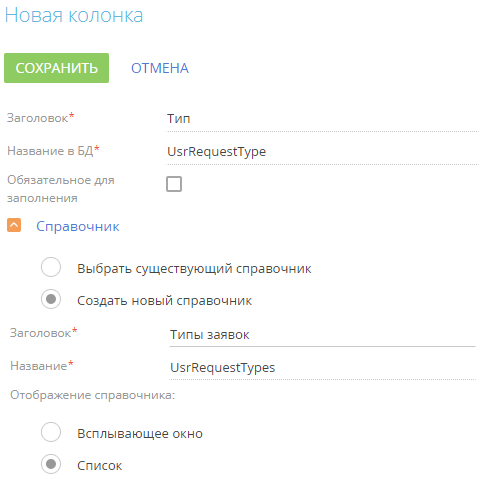 Новая колонка
СОХРАНИТЬ ОТМЕНА
Заголовок* Тип
Название в БД* UsrRequestType
Обязательное для
заполнения
Справочник
Выбрать существующий справочник
Создать новый справочник
Заголовок* Типы заявок
Название* UsrRequestTypes
Отображение справочника:
Всплывающее окно
Список